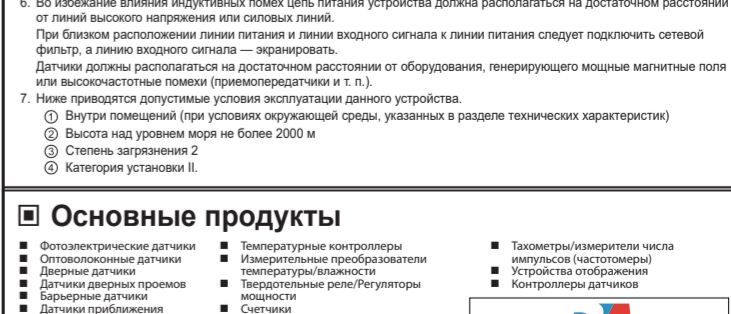 6. Во избежание влияния индуктивных помех цепь питания устройства должна располагаться на достаточном расстоянии
от линий высокого напряжения или силовых линий.
При близком расположении линии питания и линии входного сигнала к линии питания следует подключить сетевой
фильтр, а линию входного сигнала — экранировать.
Датчики должны располагаться на достаточном расстоянии от оборудования, генерирующего мощные магнитные поля
или высокочастотные помехи (приемопередатчики и т. п.).
7. Ниже приводятся допустимые условия эксплуатации данного устройства.
① Внутри помещений (при условиях окружающей среды, указанных в разделе технических характеристик)
② Высота над уровнем моря не более 2000 м
③ Степень загрязнения 2
④ Категория установки II.
▣ Основные продукты
■ Фотоэлектрические датчики
■ Оптоволоконные датчики
■ Дверные датчики
■ Датчики дверных проемов
■ Барьерные датчики
■ Датчики приближения
■ Температурные контроллеры
■ Измерительные преобразователи
температуры/влажности
■ Твердотельные реле/Регуляторы
мощности
■ Счетчики
■ Тахометры/измерители числа
импульсов (частотомеры)
■ Устройства отображения
■ Контроллеры датчиков